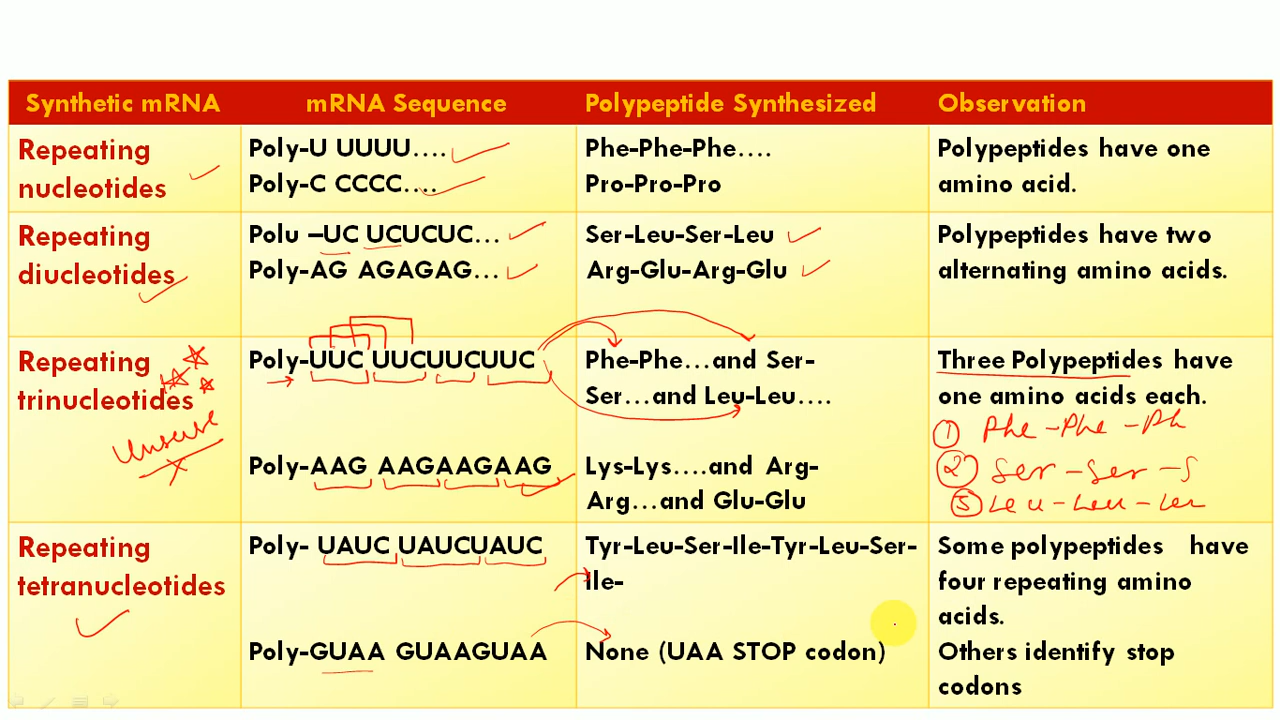 Synthetic mRNA mRNA Sequence Polypeptide Synthesized Observation
Repeating
nucleotides
Poly-U UUUU....
Poly-C CCCC....
Phe-Phe-Phe....
Pro-Pro-Pro
Polypeptides have one
amino acid.
Repeating
diucleotides
Polu –UC UCUCUC...
Poly-AG AGAGAG...
Ser-Leu-Ser-Leu
Arg-Glu-Arg-Glu
Polypeptides have two
alternating amino acids.
Repeating
trinucleotides
Poly-UUC UUCUUCUUC
Poly-AAG AAGAAGAAG
Phe-Phe...and Ser-
Ser...and Leu-Leu....
Lys-Lys....and Arg-
Arg...and Glu-Glu
Three Polypeptides have
one amino acids each.
① Phe -Phe -Ph
② Ser -Ser -S
③ Leu -Leu -Leu
Repeating
tetranucleotides
Poly- UAUC UAUCUAUC
Poly-GUAA GUAAGUAA
Tyr-Leu-Ser-Ile-Tyr-Leu-Ser-
Ile-
None (UAA STOP codon)
Some polypeptides have
four repeating amino
acids.
Others identify stop
codons